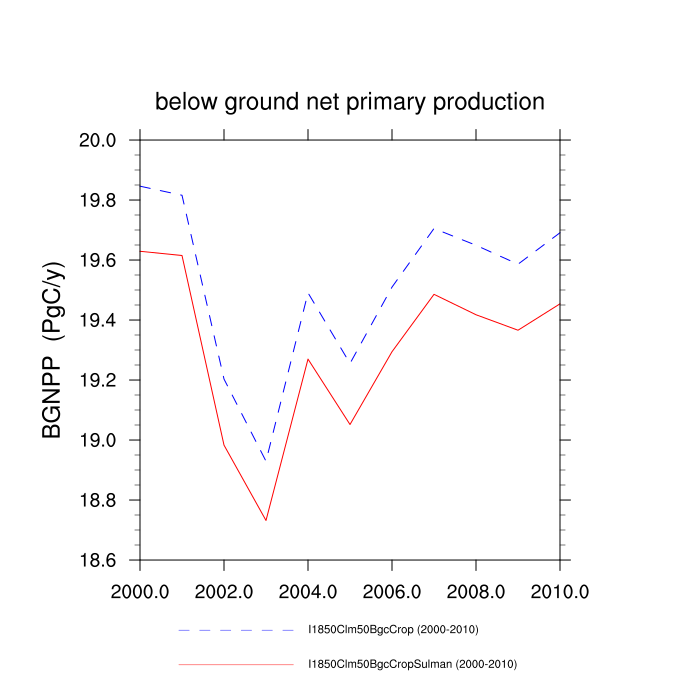 below ground net primary production
BGNPP (PgC/y)
20.0
19.8
19.6
19.4
19.2
19.0
18.8
18.6
2000.0 2002.0 2004.0 2006.0 2008.0 2010.0
I1850Clm50BgcCrop (2000-2010)
I1850Clm50BgcCropSulman (2000-2010)